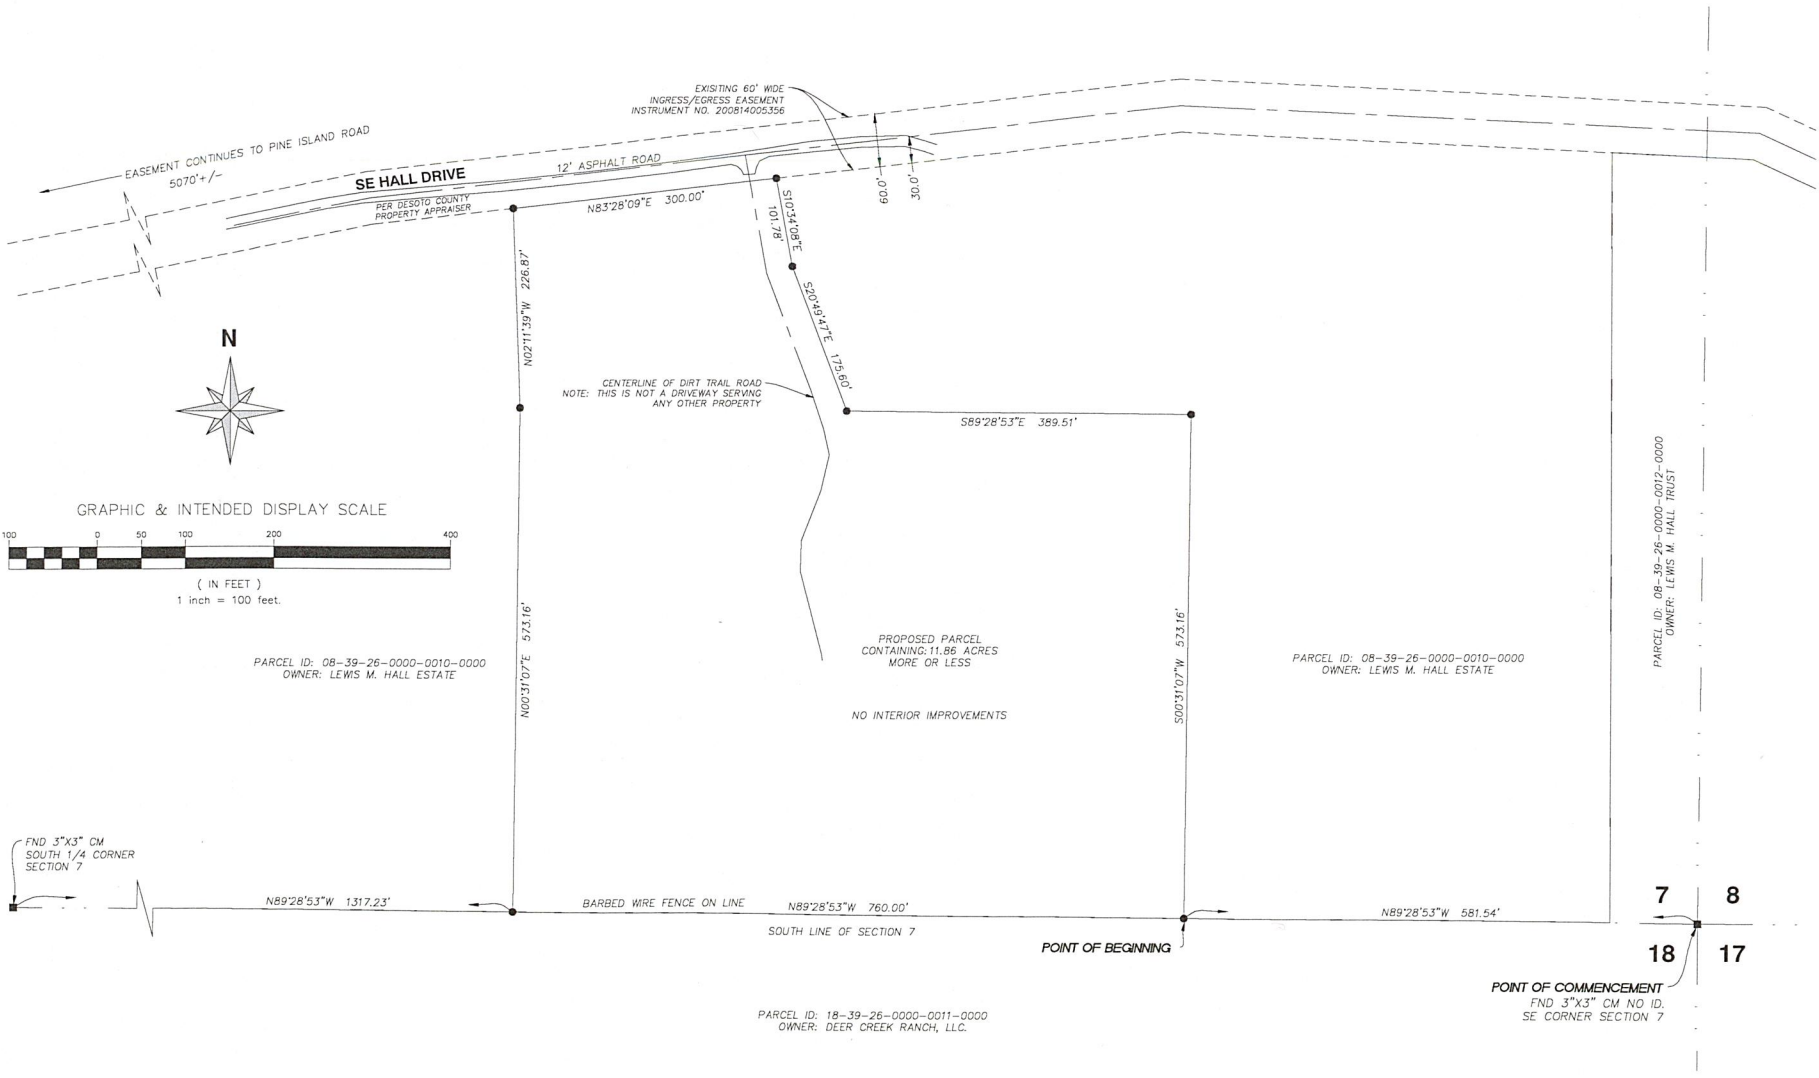 EXISITING 60' WIDE
INGRESS/EGRESS EASEMENT
INSTRUMENT NO. 200814005356
EASEMENT CONTINUES TO PINE ISLAND ROAD
5070'+/-
SE HALL DRIVE
12' ASPHALT ROAD
PER DESOTO COUNTY
PROPERTY APPRAISER
N83°28'09"E 300.00'
60.0'
30.0'
S10°34'08"E
101.78'
N02°11'39"W 226.87'
S20°49'47"E 175.60'
N
CENTERLINE OF DIRT TRAIL ROAD
NOTE: THIS IS NOT A DRIVEWAY SERVING
ANY OTHER PROPERTY
S89°28'53"E 389.51'
GRAPHIC & INTENDED DISPLAY SCALE
100 0 50 100 200 400
( IN FEET )
1 inch = 100 feet.
N00°31'07"E 573.16'
PROPOSED PARCEL
CONTAINING: 11.86 ACRES
MORE OR LESS
NO INTERIOR IMPROVEMENTS
S00°31'07"W 573.16'
PARCEL ID: 08-39-26-0000-0010-0000
OWNER: LEWIS M. HALL ESTATE
PARCEL ID: 08-39-26-0000-0010-0000
OWNER: LEWIS M. HALL ESTATE
PARCEL ID: 08-39-26-0000-0012-0000
OWNER: LEWIS M. HALL TRUST
FND 3"X3" CM
SOUTH 1/4 CORNER
SECTION 7
N89°28'53"W 1317.23'
BARBED WIRE FENCE ON LINE
N89°28'53"W 760.00'
SOUTH LINE OF SECTION 7
N89°28'53"W 581.54'
POINT OF BEGINNING
7 8
18 17
POINT OF COMMENCEMENT
FND 3"X3" CM NO ID.
SE CORNER SECTION 7
PARCEL ID: 18-39-26-0000-0011-0000
OWNER: DEER CREEK RANCH, LLC.